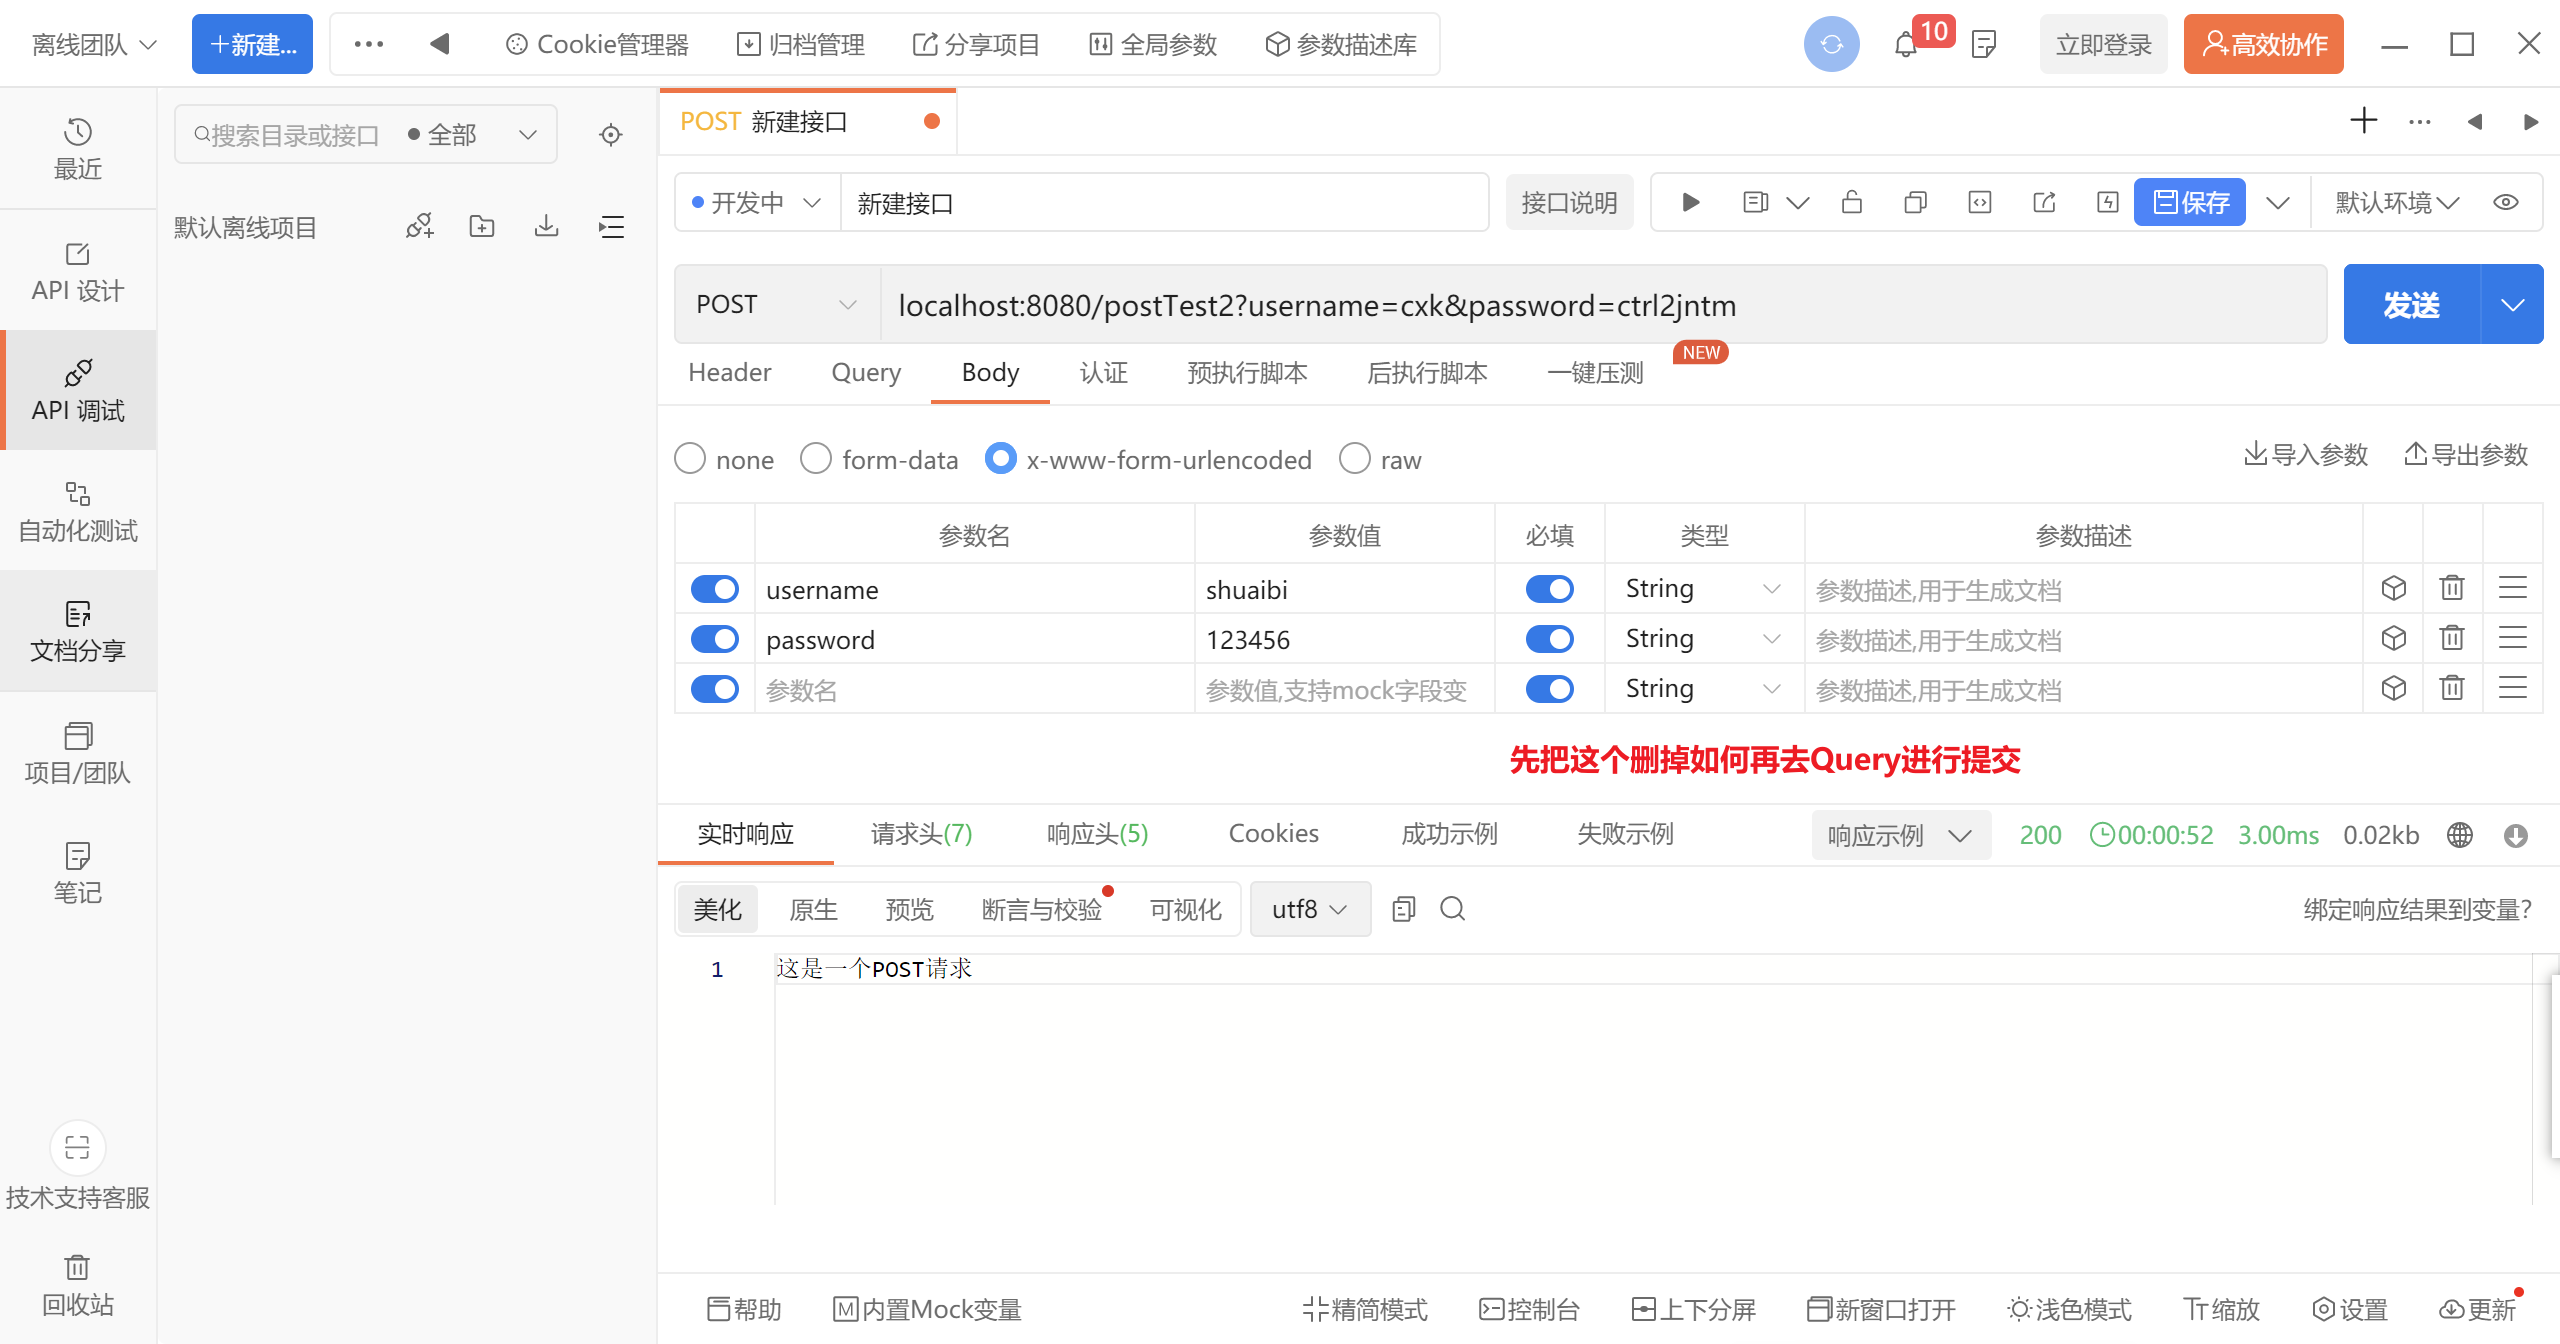 离线团队
+新建...
Cookie管理器
归档管理
分享项目
全局参数
参数描述库
10
立即登录
高效协作
最近
API 设计
API 调试
自动化测试
文档分享
项目/团队
笔记
技术支持客服
回收站
搜索目录或接口
全部
默认离线项目
POST 新建接口
开发中
新建接口
接口说明
保存
默认环境
POST
localhost:8080/postTest2?username=cxk&password=ctrl2jntm
发送
Header
Query
Body
认证
预执行脚本
后执行脚本
一键压测
NEW
none
form-data
x-www-form-urlencoded
raw
导入参数
导出参数
参数名 参数值 必填 类型 参数描述
username shuaibi String 参数描述,用于生成文档
password 123456 String 参数描述,用于生成文档
参数名 参数值,支持mock字段变 String 参数描述,用于生成文档
先把这个删掉如何再去Query进行提交
实时响应
请求头(7)
响应头(5)
Cookies
成功示例
失败示例
响应示例
200
00:00:52
3.00ms
0.02kb
美化
原生
预览
断言与校验
可视化
utf8
绑定响应结果到变量?
1 这是一个POST请求
帮助
M内置Mock变量
精简模式
控制台
上下分屏
新窗口打开
浅色模式
Tт缩放
设置
更新